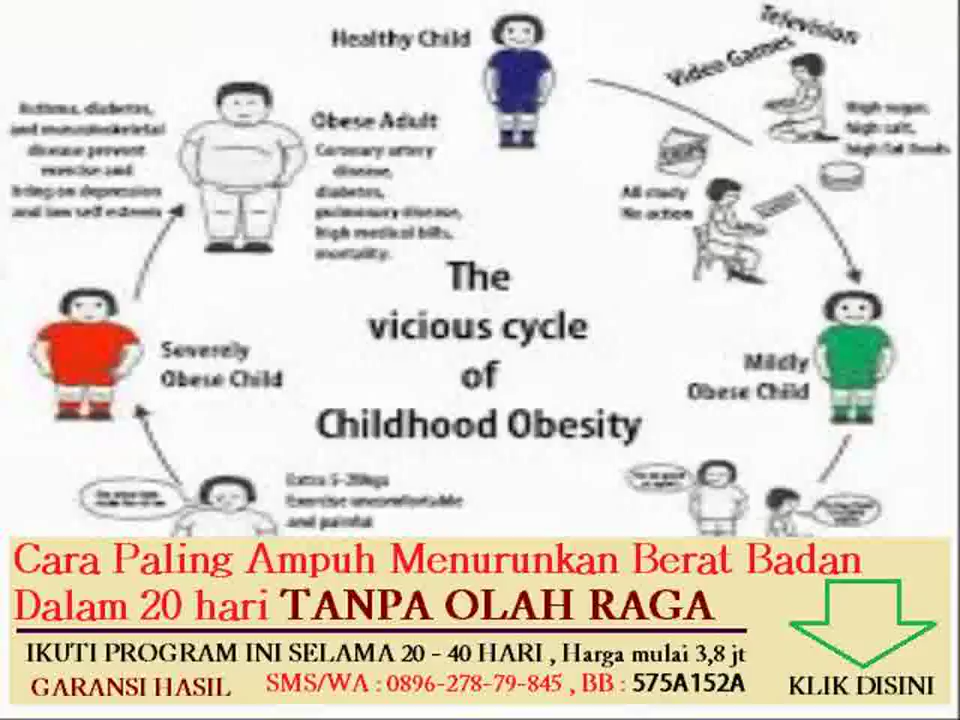 Healthy Child
Television
Video Games
High sugar,
high salt,
high fat foods
Asthma, diabetes,
and musculoskeletal
disease prevent
exercise and
bring on depression
and low self esteem
Obese Adult
Coronary artery
disease,
diabetes,
pulmonary disease,
high medical bills,
mortality.
CHIPS
All study
No action
The
vicious cycle
of
Childhood Obesity
Severely
Obese Child
Mildly
Obese Child
Extra 5-20kgs
Exercise uncomfortable
and painful
Cara Paling Ampuh Menurunkan Berat Badan
Dalam 20 hari TANPA OLAH RAGA
IKUTI PROGRAM INI SELAMA 20 - 40 HARI , Harga mulai 3,8 jt
GARANSI HASIL SMS/WA : 0896-278-79-845 , BB : 575A152A
KLIK DISINI